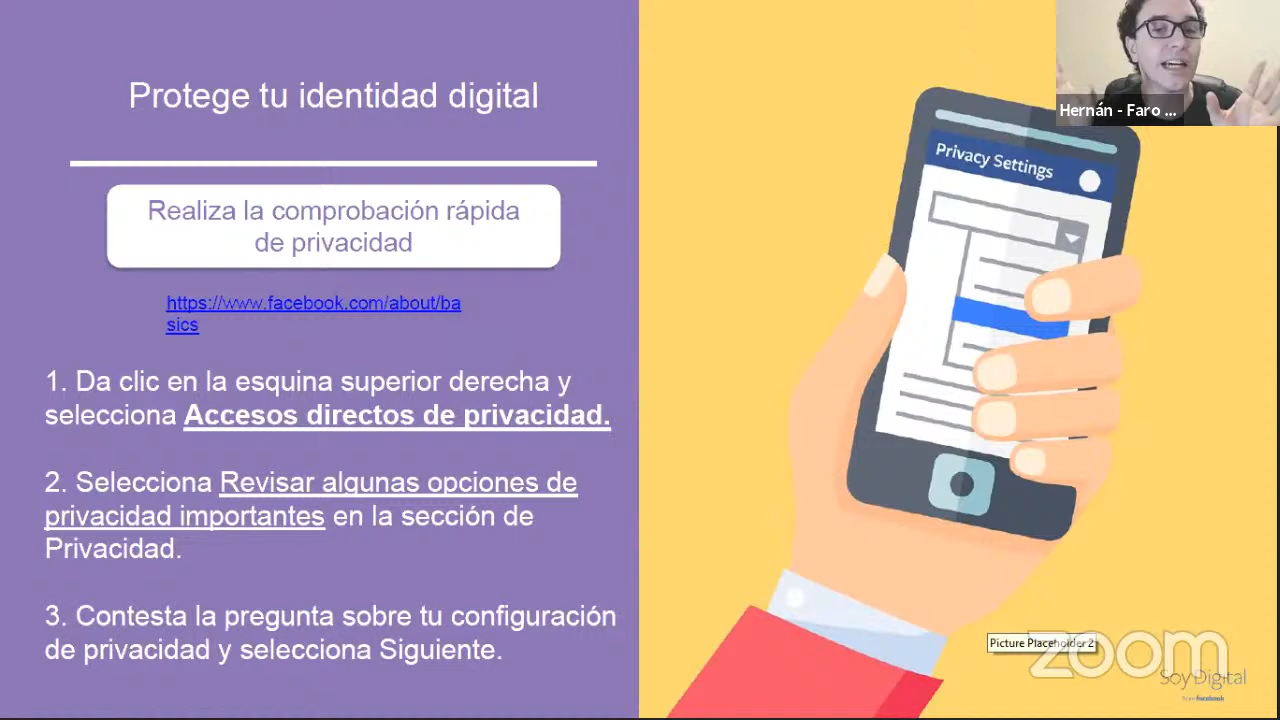 Protege tu identidad digital
Realiza la comprobación rápida
de privacidad
https://www.facebook.com/about/ba
sics
1. Da clic en la esquina superior derecha y
selecciona Accesos directos de privacidad.
2. Selecciona Revisar algunas opciones de
privacidad importantes en la sección de
Privacidad.
3. Contesta la pregunta sobre tu configuración
de privacidad y selecciona Siguiente.
Hernán - Faro ...
Privacy Settings
Picture Placeholder 2
zoom
Soy Digital
from facebook